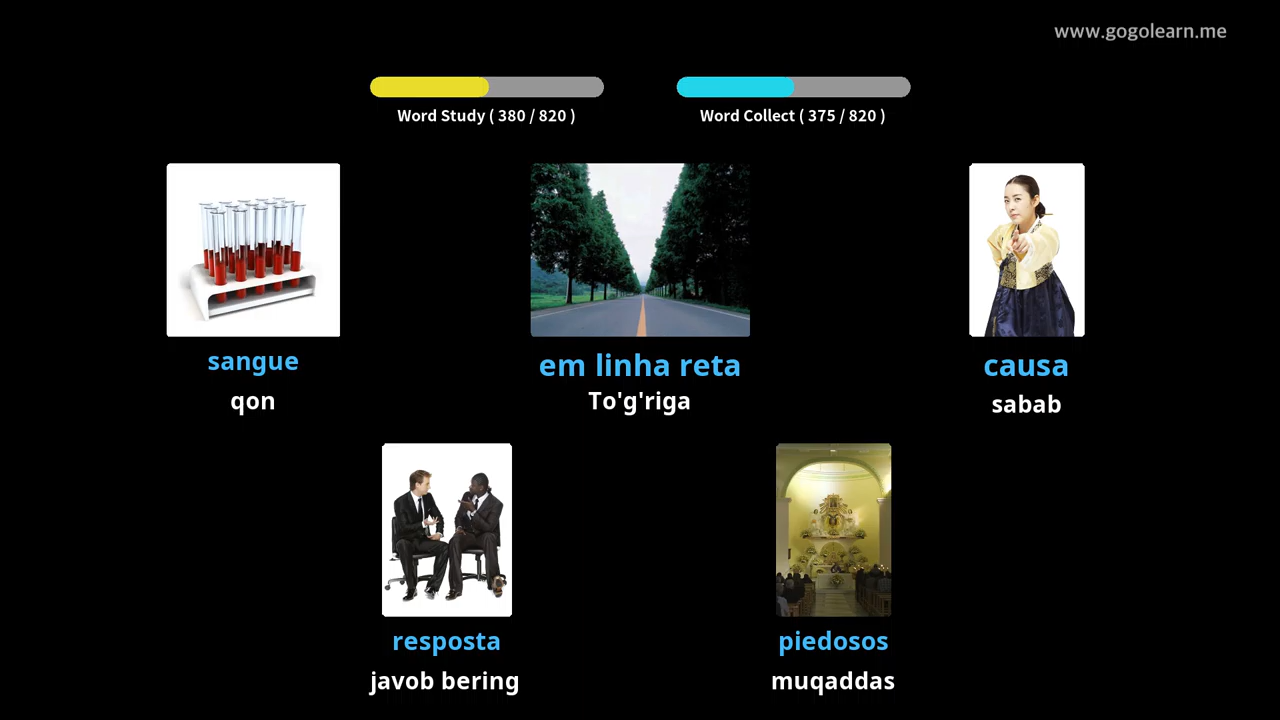 www.gogolearn.me
Word Study ( 380 / 820 )
Word Collect ( 375 / 820 )
sangue
qon
em linha reta
To'g'riga
causa
sabab
resposta
javob bering
piedosos
muqaddas